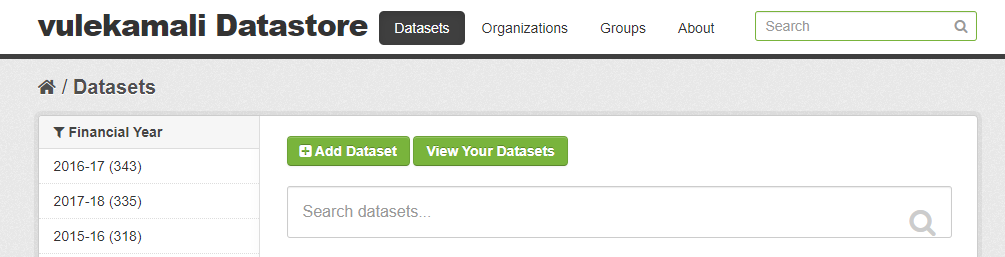 vulekamali Datastore Datasets Organizations Groups About Search
/ Datasets
Financial Year
2016-17 (343)
2017-18 (335)
2015-16 (318)
Add Dataset View Your Datasets
Search datasets...